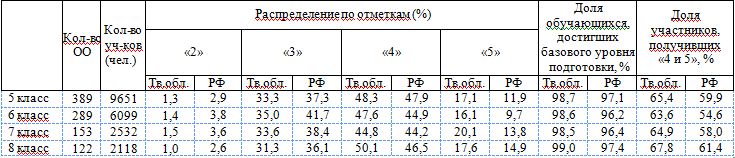 Кол-во ОО | Кол-во уч-ков (чел.) | Распределение по отметкам (%) | Доля обучающихся, достигших базового уровня подготовки, % | Доля участников, получивших «4 и 5», %
«2» | «3» | «4» | «5»
Тв.обл. | РФ | Тв.обл. | РФ | Тв.обл. | РФ | Тв.обл. | РФ | Тв.обл. | РФ | Тв.обл. | РФ
5 класс | 389 | 9651 | 1,3 | 2,9 | 33,3 | 37,3 | 48,3 | 47,9 | 17,1 | 11,9 | 98,7 | 97,1 | 65,4 | 59,9
6 класс | 289 | 6099 | 1,4 | 3,8 | 35,0 | 41,7 | 47,6 | 44,9 | 16,1 | 9,7 | 98,6 | 96,2 | 63,6 | 54,6
7 класс | 153 | 2532 | 1,5 | 3,6 | 33,6 | 38,4 | 44,8 | 44,2 | 20,1 | 13,8 | 98,5 | 96,4 | 64,9 | 58,0
8 класс | 122 | 2118 | 1,0 | 2,6 | 31,3 | 36,1 | 50,1 | 46,5 | 17,6 | 14,9 | 99,0 | 97,4 | 67,8 | 61,4